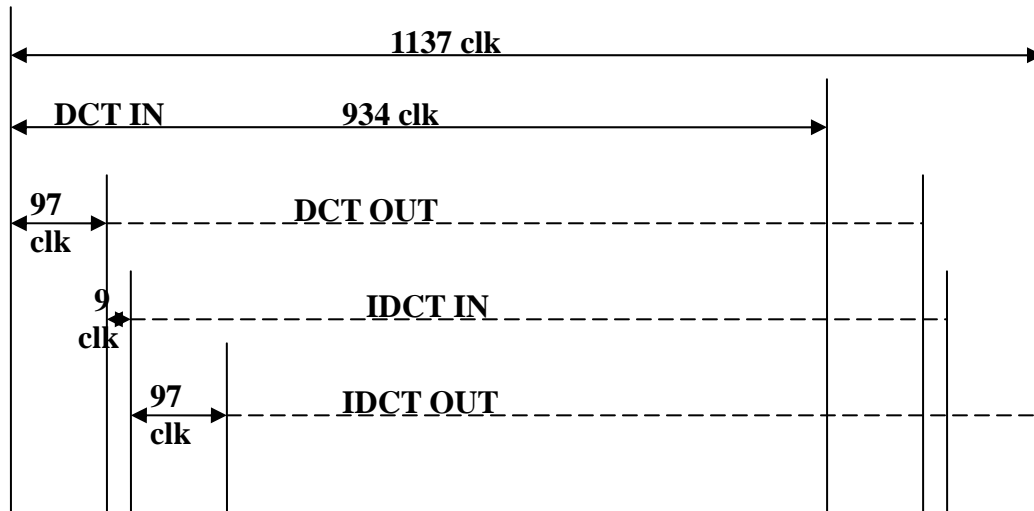 1137 clk
DCT IN 934 clk
97
clk
DCT OUT
9
clk
IDCT IN
97
clk
IDCT OUT